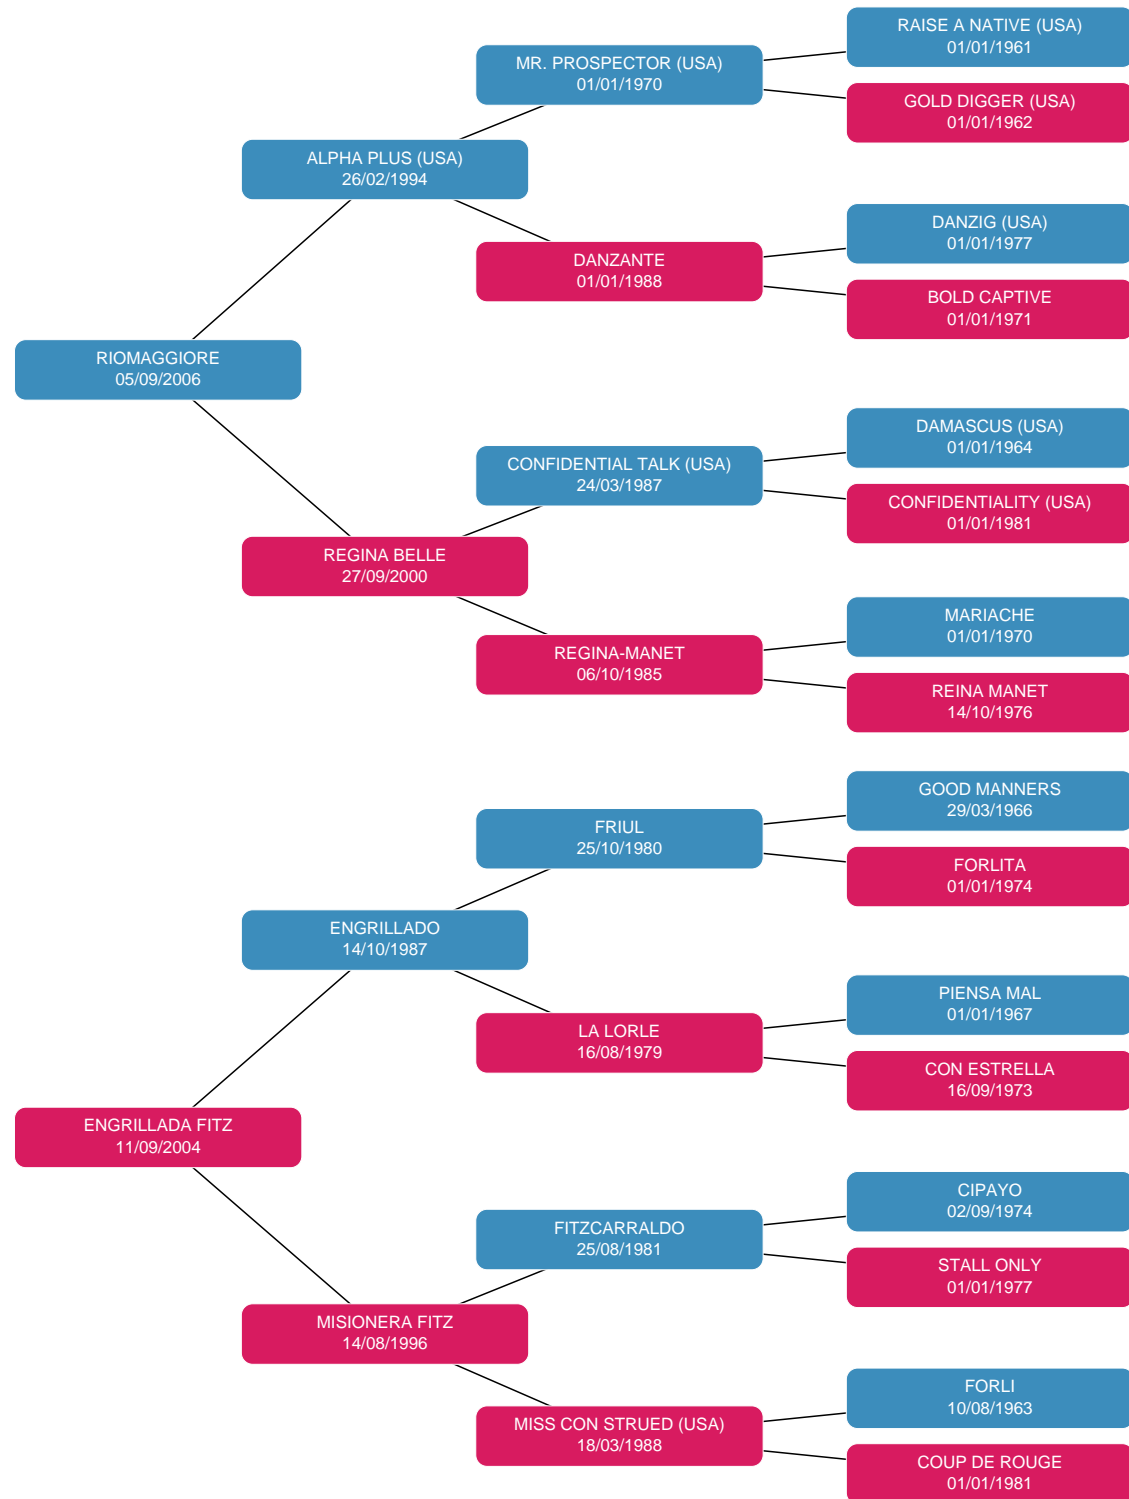 RAISE A NATIVE (USA)
01/01/1961
MR. PROSPECTOR (USA)
01/01/1970
GOLD DIGGER (USA)
01/01/1962
ALPHA PLUS (USA)
26/02/1994
DANZIG (USA)
01/01/1977
DANZANTE
01/01/1988
BOLD CAPTIVE
01/01/1971
RIOMAGGIORE
05/09/2006
DAMASCUS (USA)
01/01/1964
CONFIDENTIAL TALK (USA)
24/03/1987
CONFIDENTIALITY (USA)
01/01/1981
REGINA BELLE
27/09/2000
MARIACHE
01/01/1970
REGINA-MANET
06/10/1985
REINA MANET
14/10/1976
GOOD MANNERS
29/03/1966
FRIUL
25/10/1980
FORLITA
01/01/1974
ENGRILLADO
14/10/1987
PIENSA MAL
01/01/1967
LA LORLE
16/08/1979
CON ESTRELLA
16/09/1973
ENGRILLADA FITZ
11/09/2004
CIPAYO
02/09/1974
FITZCARRALDO
25/08/1981
STALL ONLY
01/01/1977
MISIONERA FITZ
14/08/1996
FORLI
10/08/1963
MISS CON STRUED (USA)
18/03/1988
COUP DE ROUGE
01/01/1981